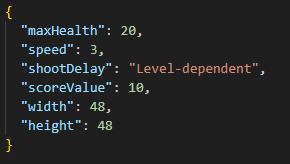 {
  "maxHealth": 20,
  "speed": 3,
  "shootDelay": "Level-dependent",
  "scoreValue": 10,
  "width": 48,
  "height": 48
}